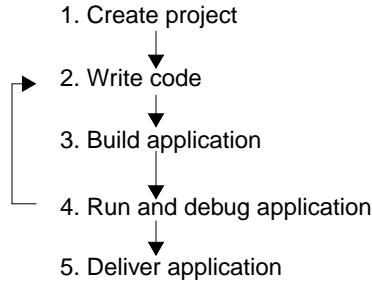 1. Create project
2. Write code
3. Build application
4. Run and debug application
5. Deliver application